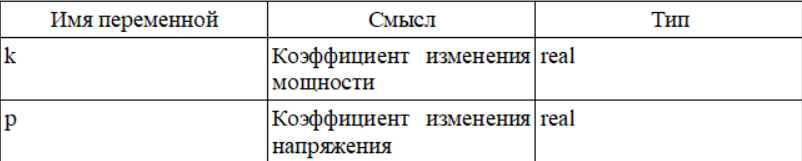 Имя переменной Смысл Тип
k Коэффициент изменения real
мощности
p Коэффициент изменения real
напряжения